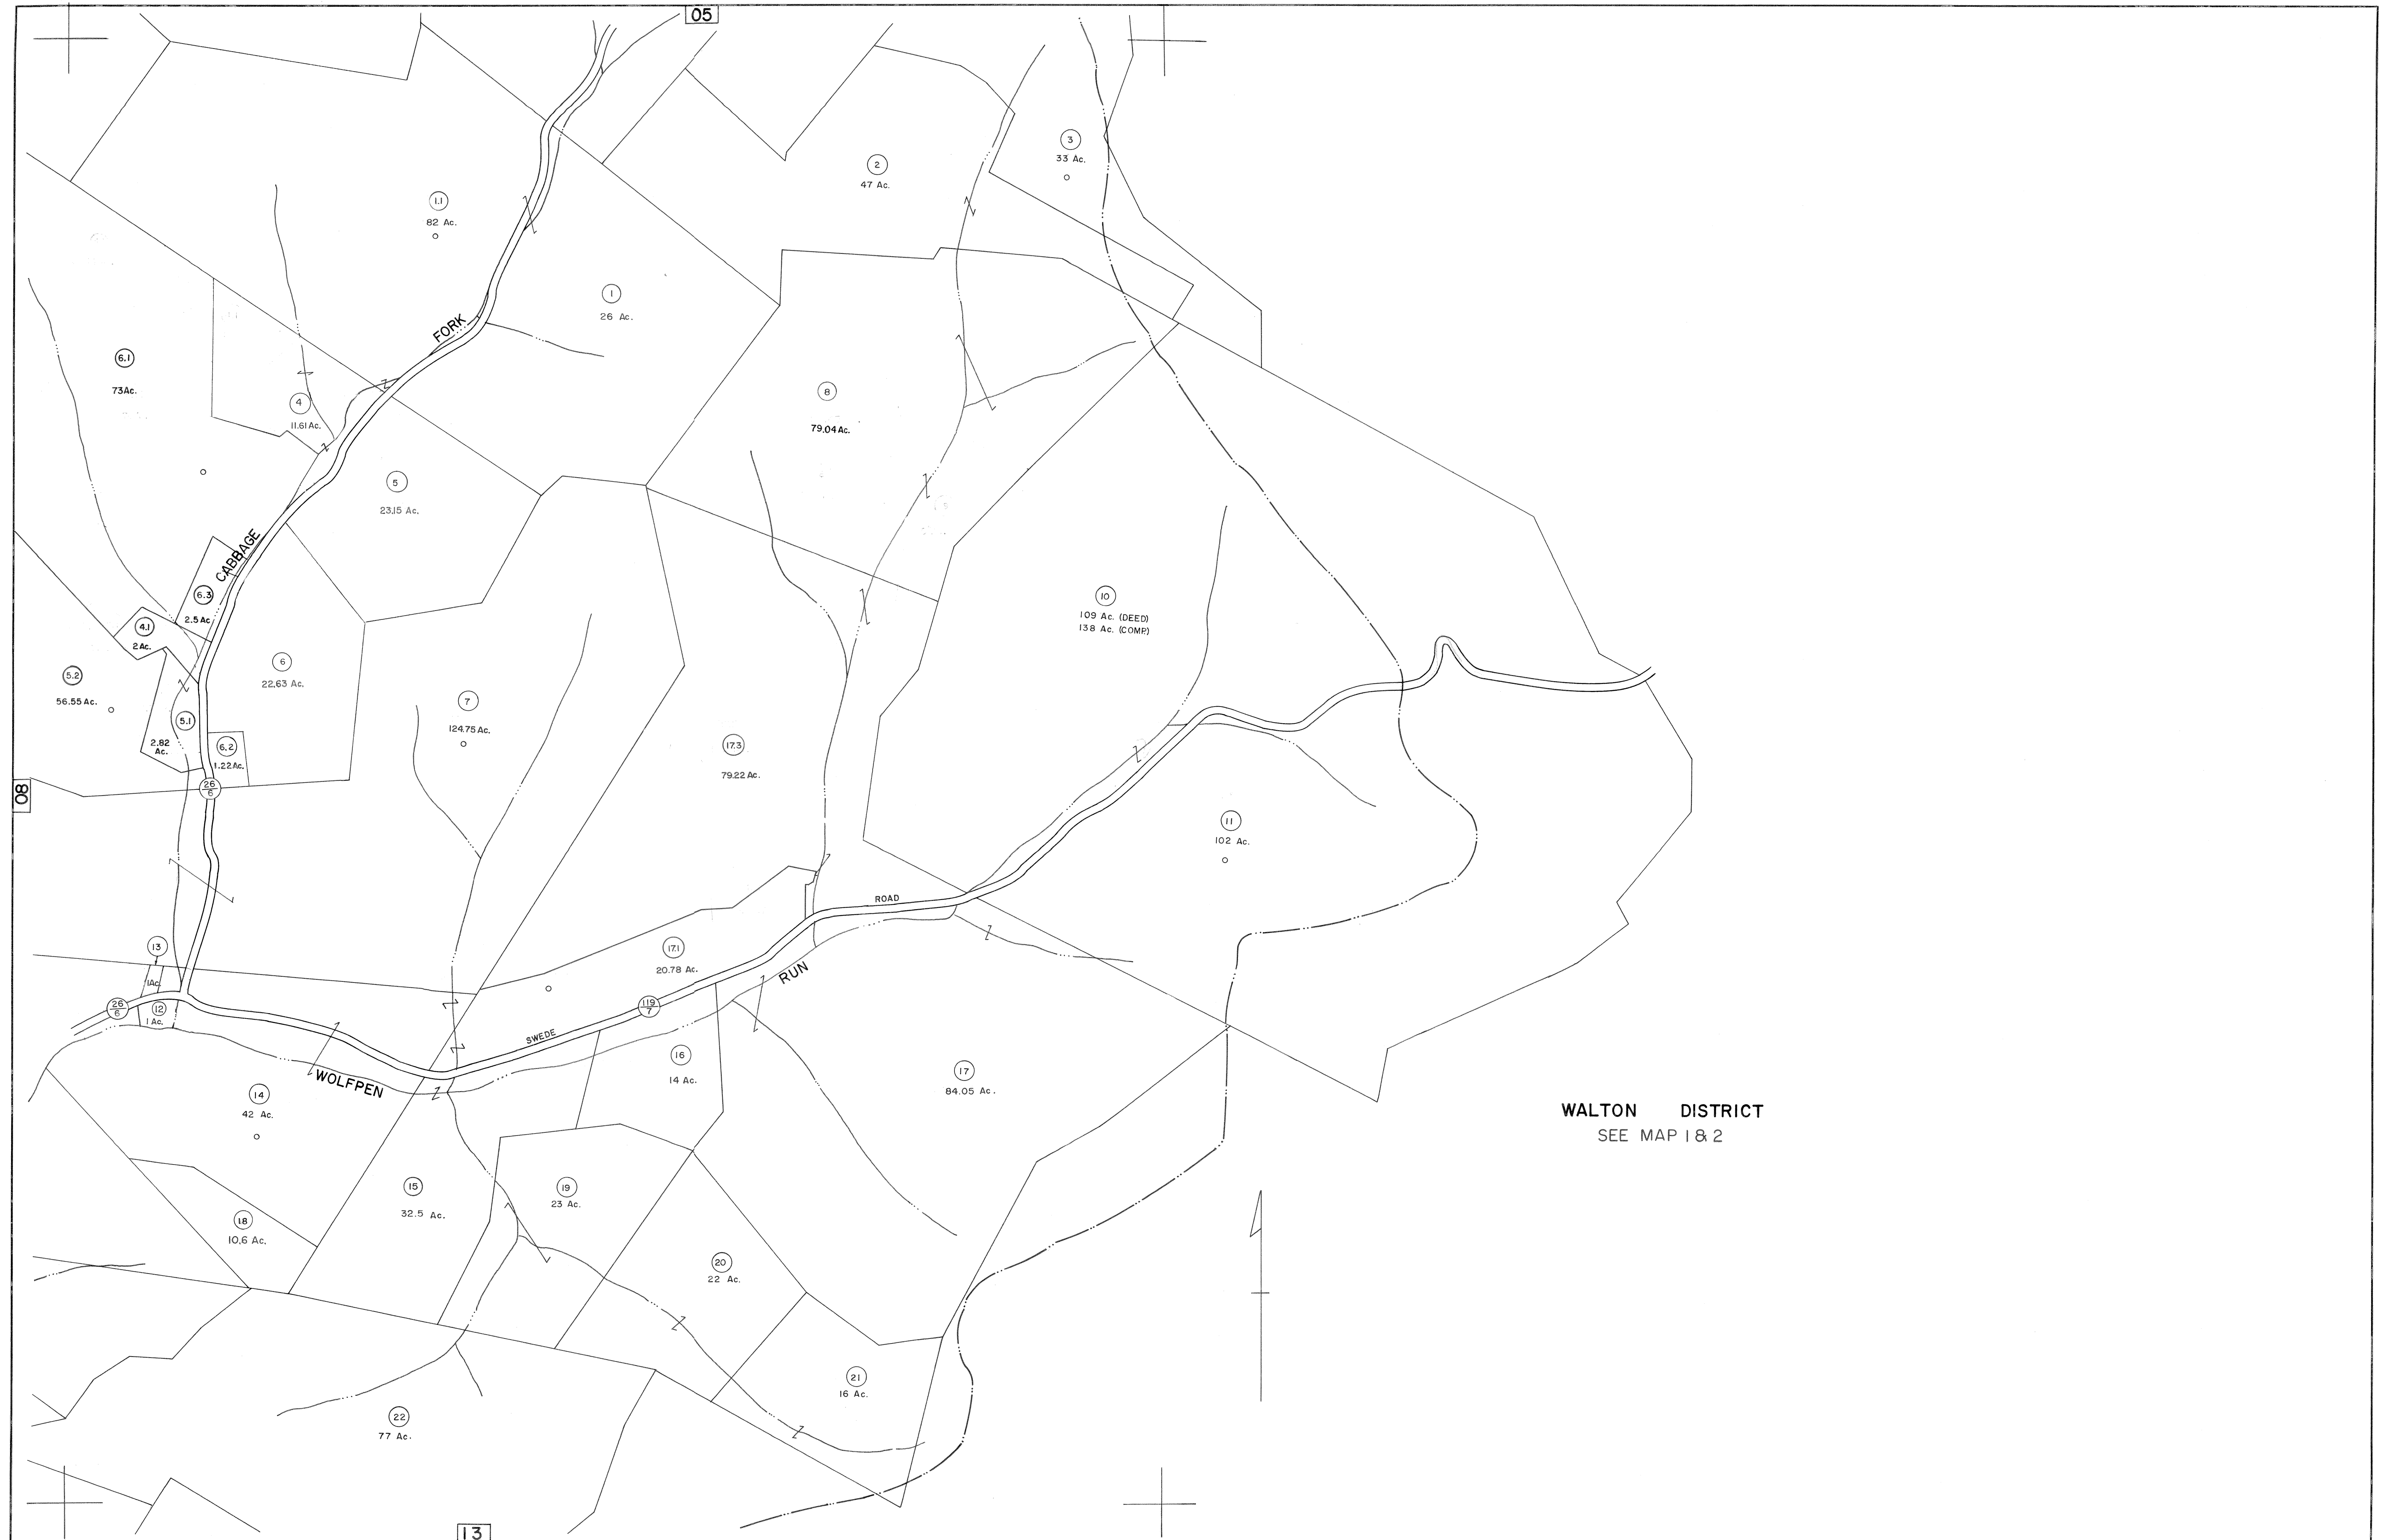 05
3
33 Ac.
2
47 Ac.
1.1
82 Ac.
1
26 Ac.
FORK
6.1
73Ac.
4
11.61 Ac.
8
79.04 Ac.
5
23.15 Ac.
CABBAGE
6.3
2.5 Ac
10
109 Ac. (DEED)
138 Ac. (COMP.)
4.1
2 Ac.
6
22.63 Ac.
5.2
56.55 Ac.
7
124.75 Ac.
5.1
2.82
Ac.
6.2
1.22 Ac.
17.3
79.22 Ac.
26
6
08
11
102 Ac.
ROAD
13
1Ac.
17.1
20.78 Ac.
RUN
26
6
12
1 Ac.
119
7
SWEDE
16
14 Ac.
WOLFPEN
14
42 Ac.
17
84.05 Ac.
WALTON DISTRICT
SEE MAP 1 & 2
15
32.5 Ac.
19
23 Ac.
18
10.6 Ac.
20
22 Ac.
21
16 Ac.
22
77 Ac.
13